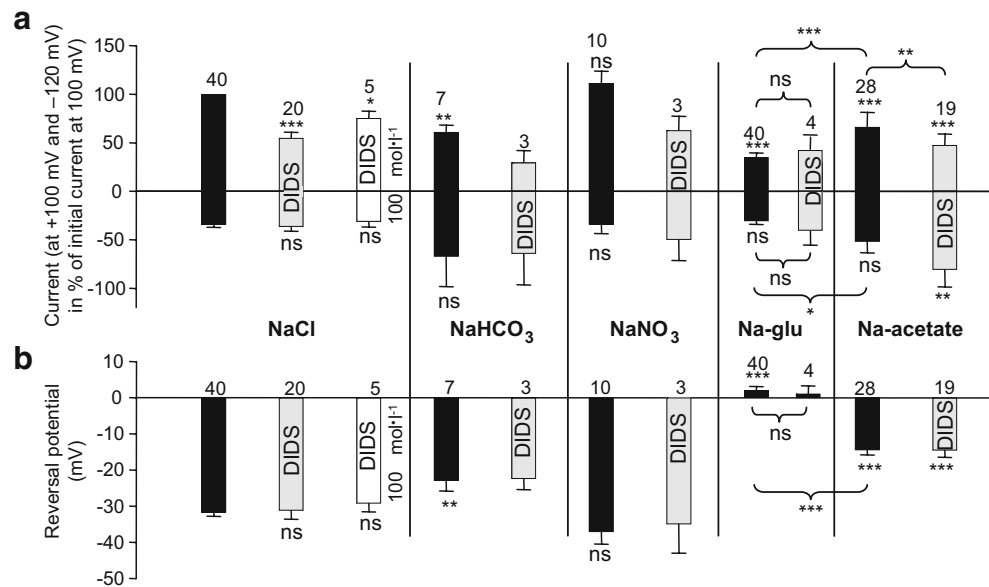 a
Current (at +100 mV and –120 mV)
in % of initial current at 100 mV)
150
100
50
0
-50
-100
40
20
***
DIDS
ns
5
*
DIDS
100 mol·l-1
ns
7
**
ns
3
DIDS
10
ns
ns
3
DIDS
***
ns
40
***
4
DIDS
ns
*
**
28
***
ns
19
***
DIDS
**
NaCl
NaHCO3
NaNO3
Na-glu
Na-acetate
b
Reversal potential
(mV)
10
0
-10
-20
-30
-40
-50
40
20
DIDS
ns
5
DIDS
100 mol·l-1
ns
7
**
3
DIDS
10
ns
3
DIDS
40
***
4
ns
***
28
***
19
DIDS
***